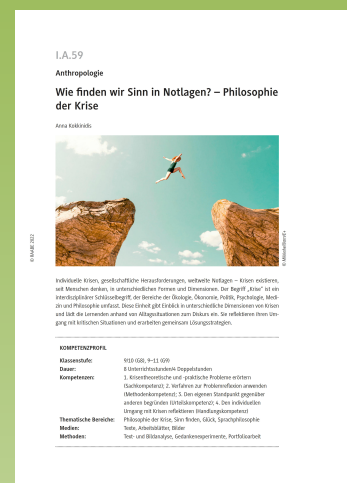 I.A.59
Anthropologie
Wie finden wir Sinn in Notlagen? – Philosophie
der Krise
Anna Kokkinidis
© RAABE 2022
Individuelle Krisen, gesellschaftliche Herausforderungen, weltweite Notlagen – Krisen existieren,
seit Menschen denken, in unterschiedlichen Formen und Dimensionen. Der Begriff „Krise“ ist ein
interdisziplinärer Schlüsselbegriff, der Bereiche der Ökologie, Ökonomie, Politik, Psychologie, Medi-
zin und Philosophie umfasst. Diese Einheit gibt Einblick in unterschiedliche Dimensionen von Krisen
und lädt die Lernenden anhand von Alltagssituationen zum Diskurs ein. Sie reflektieren ihren Um-
gang mit kritischen Situationen und erarbeiten gemeinsam Lösungsstrategien.
KOMPETENZPROFIL
Klassenstufe: 9/10 (G8), 9–11 (G9)
Dauer: 8 Unterrichtsstunden/4 Doppelstunden
Kompetenzen: 1. Krisentheoretische und -praktische Probleme erörtern
(Sachkompetenz); 2. Verfahren zur Problemreflexion anwenden
(Methodenkompetenz); 3. Den eigenen Standpunkt gegenüber
anderen begründen (Urteilskompetenz); 4. Den individuellen
Umgang mit Krisen reflektieren (Handlungskompetenz)
Thematische Bereiche: Philosophie der Krise, Sinn finden, Glück, Sprachphilosophie
Medien: Texte, Arbeitsblätter, Bilder
Methoden: Text- und Bildanalyse, Gedankenexperimente, Portfolioarbeit